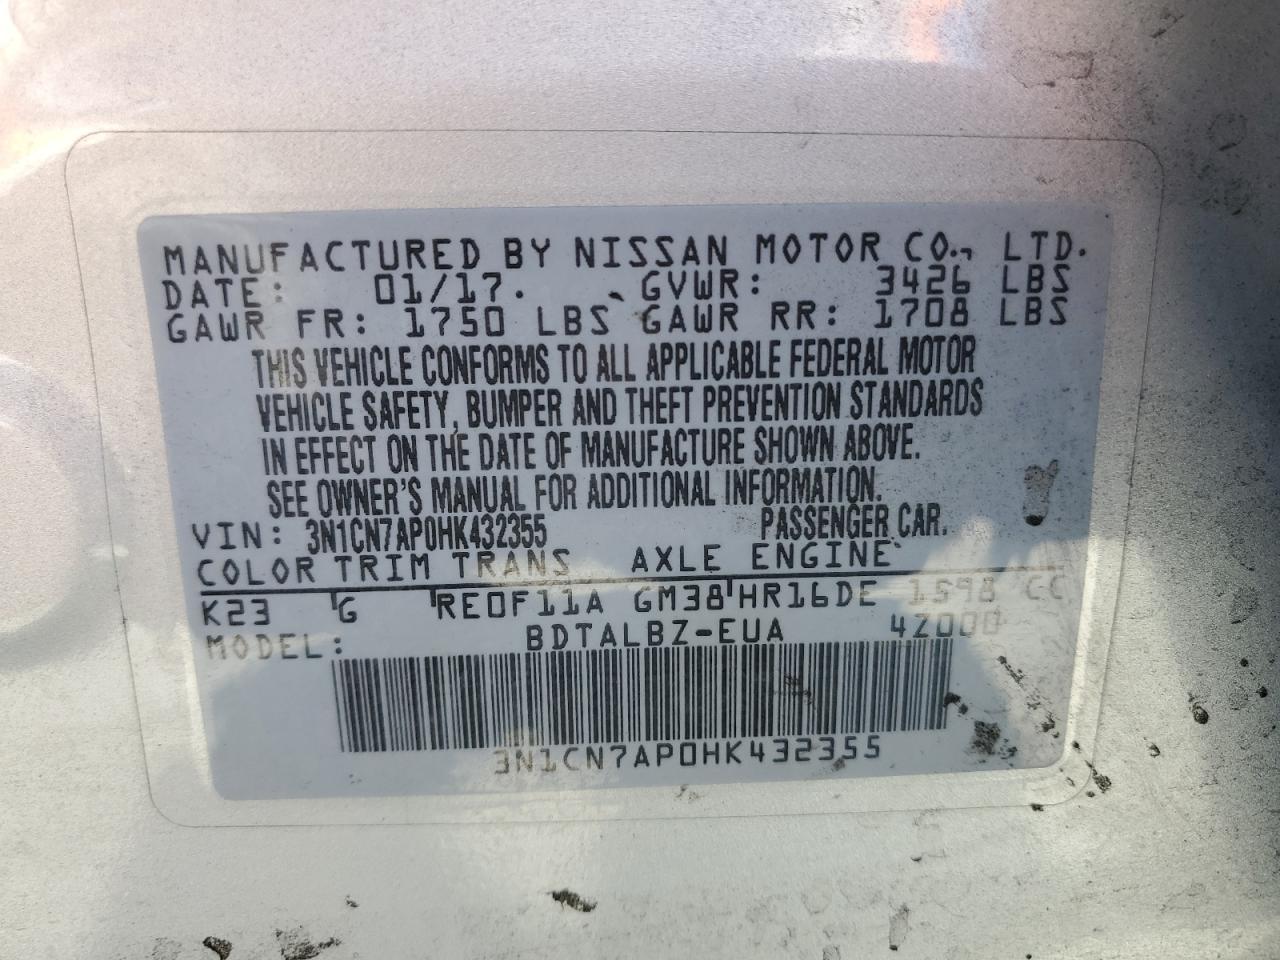 MANUFACTURED BY NISSAN MOTOR CO., LTD.
DATE: 01/17. GVWR: 3426 LBS
GAWR FR: 1750 LBS GAWR RR: 1708 LBS
THIS VEHICLE CONFORMS TO ALL APPLICABLE FEDERAL MOTOR
VEHICLE SAFETY, BUMPER AND THEFT PREVENTION STANDARDS
IN EFFECT ON THE DATE OF MANUFACTURE SHOWN ABOVE.
SEE OWNER'S MANUAL FOR ADDITIONAL INFORMATION.
VIN: 3N1CN7AP0HK432355 PASSENGER CAR.
COLOR TRIM TRANS AXLE ENGINE
K23 G RE0F11A GM38 HR16DE 1598 CC
MODEL: BDTALBZ-EUA 4Z000
3N1CN7AP0HK432355